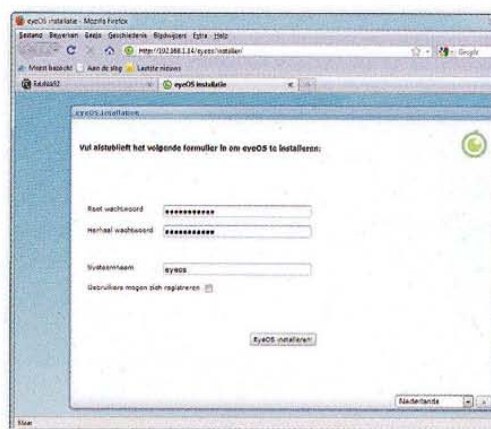 eyeOS installatie - Mozilla Firefox
Bestand Bewerken Beeld Geschiedenis Bladwijzers Extra Help
http://192.168.1.14/eyeos/installer/
Google
Meest bezocht Aan de slag Laatste nieuws
eyeOS installatie
eyeOS Installation
Vul alstublieft het volgende formulier in om eyeOS te installeren:
Root wachtwoord
Herhaal wachtwoord
Systeemnaam eyeos
Gebruikers mogen zich registreren
EyeOS installeren!
Nederlands
Klaar